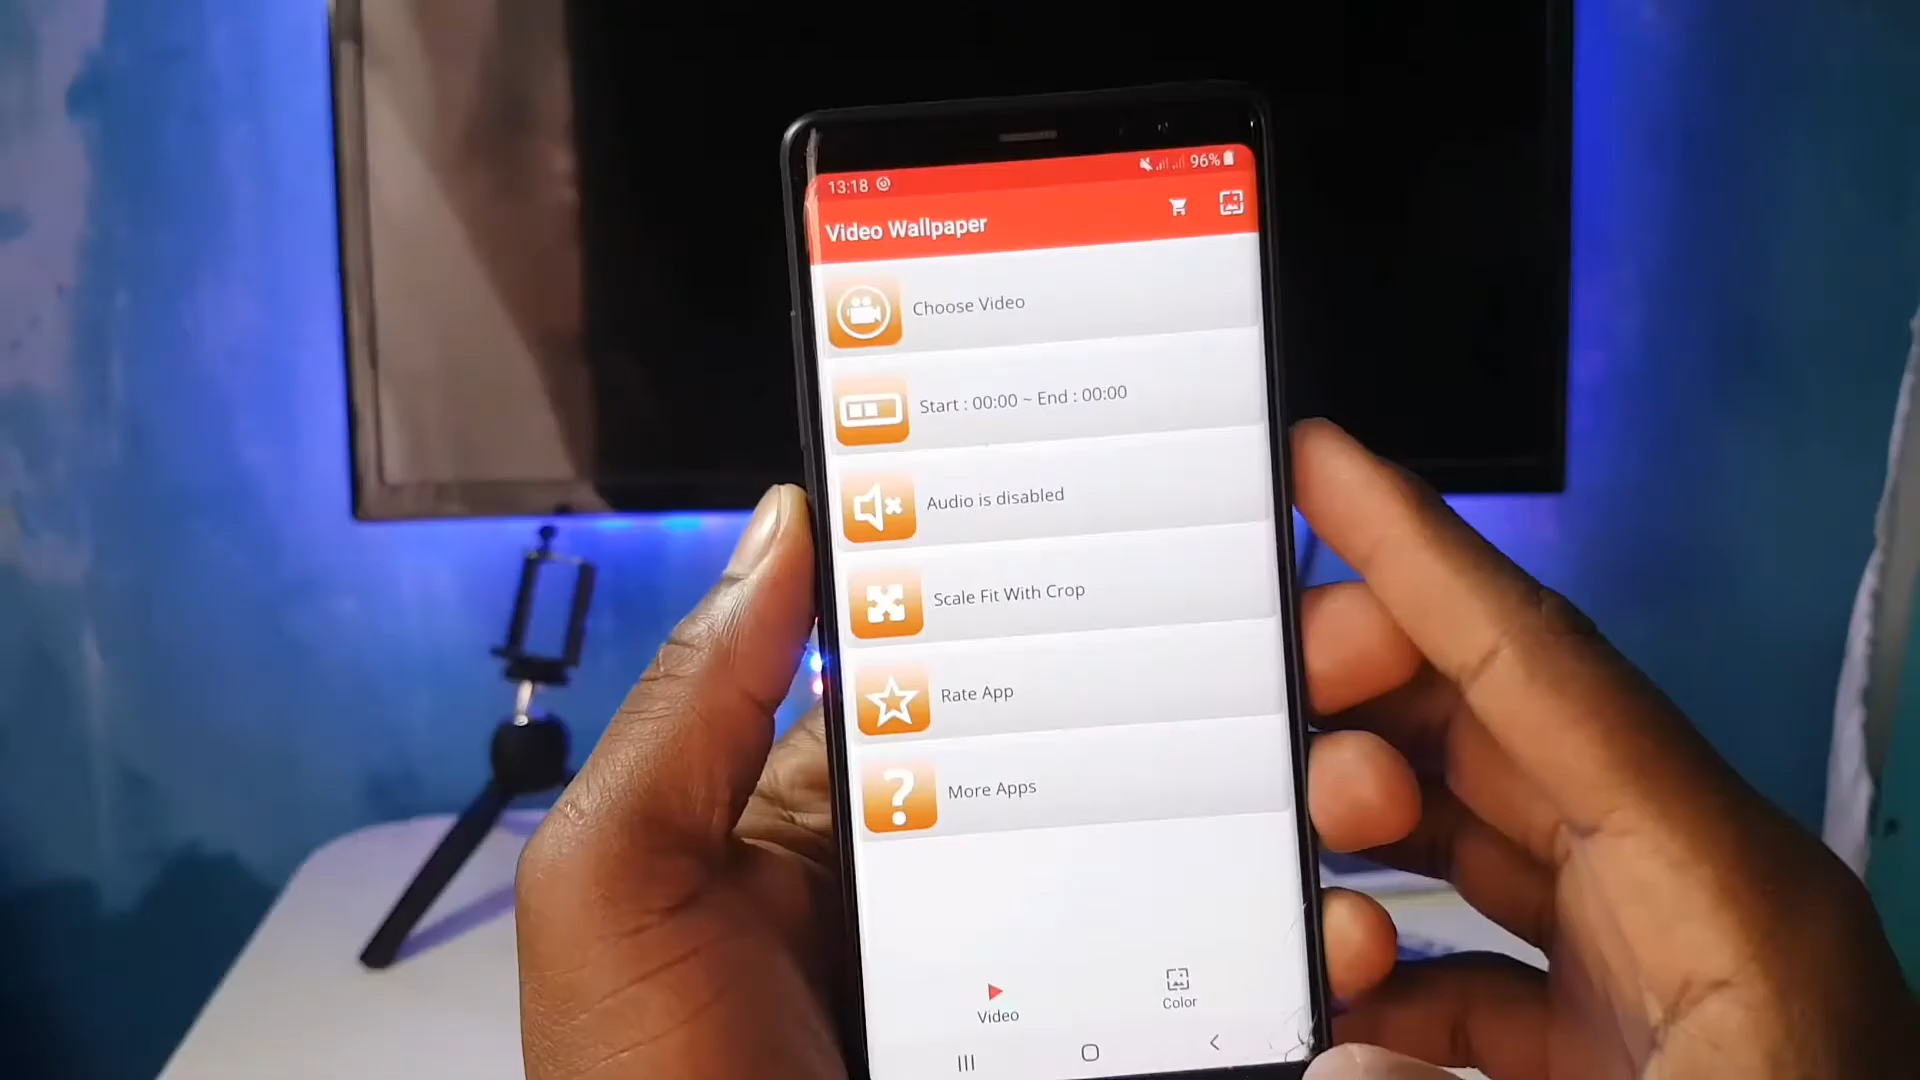 13:18 96%
Video Wallpaper
Choose Video
Start : 00:00 ~ End : 00:00
Audio is disabled
Scale Fit With Crop
Rate App
? More Apps
Video Color